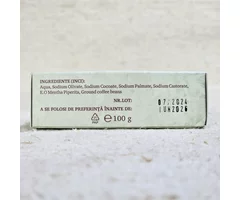 INGREDIENTE (INCI):
Aqua, Sodium Olivate, Sodium Cocoate, Sodium Palmate, Sodium Castorate,
E.O Mentha Piperita, Ground coffee beans
NR.LOT: 07/2024
A SE FOLOSI DE PREFERINȚĂ ÎNAINTE DE: IUN2026
℮ 100 g